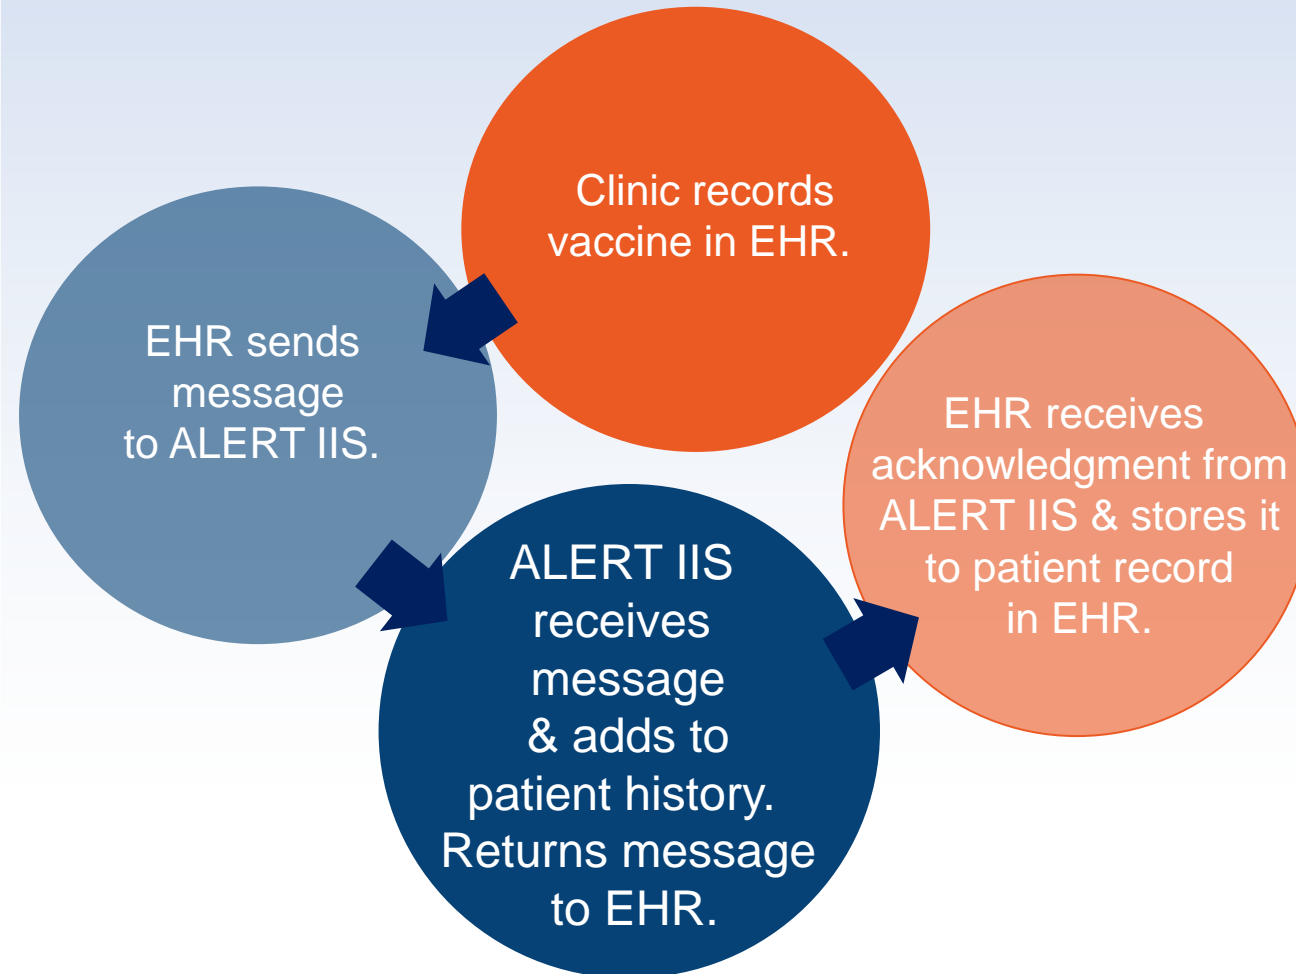 Clinic records
vaccine in EHR.
EHR sends
message
to ALERT IIS.
ALERT IIS
receives
message
& adds to
patient history.
Returns message
to EHR.
EHR receives
acknowledgment from
ALERT IIS & stores it
to patient record
in EHR.